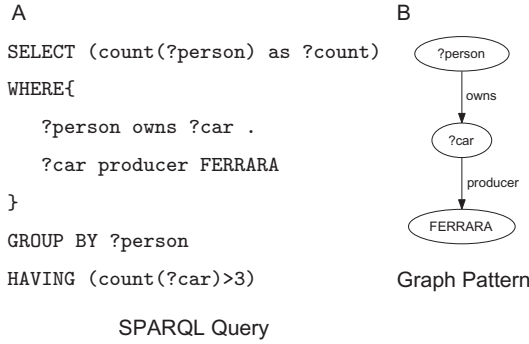 A
SELECT (count(?person) as ?count)
WHERE{
?person owns ?car .
?car producer FERRARA
}
GROUP BY ?person
HAVING (count(?car)>3)
SPARQL Query
B
?person
owns
?car
producer
FERRARA
Graph Pattern